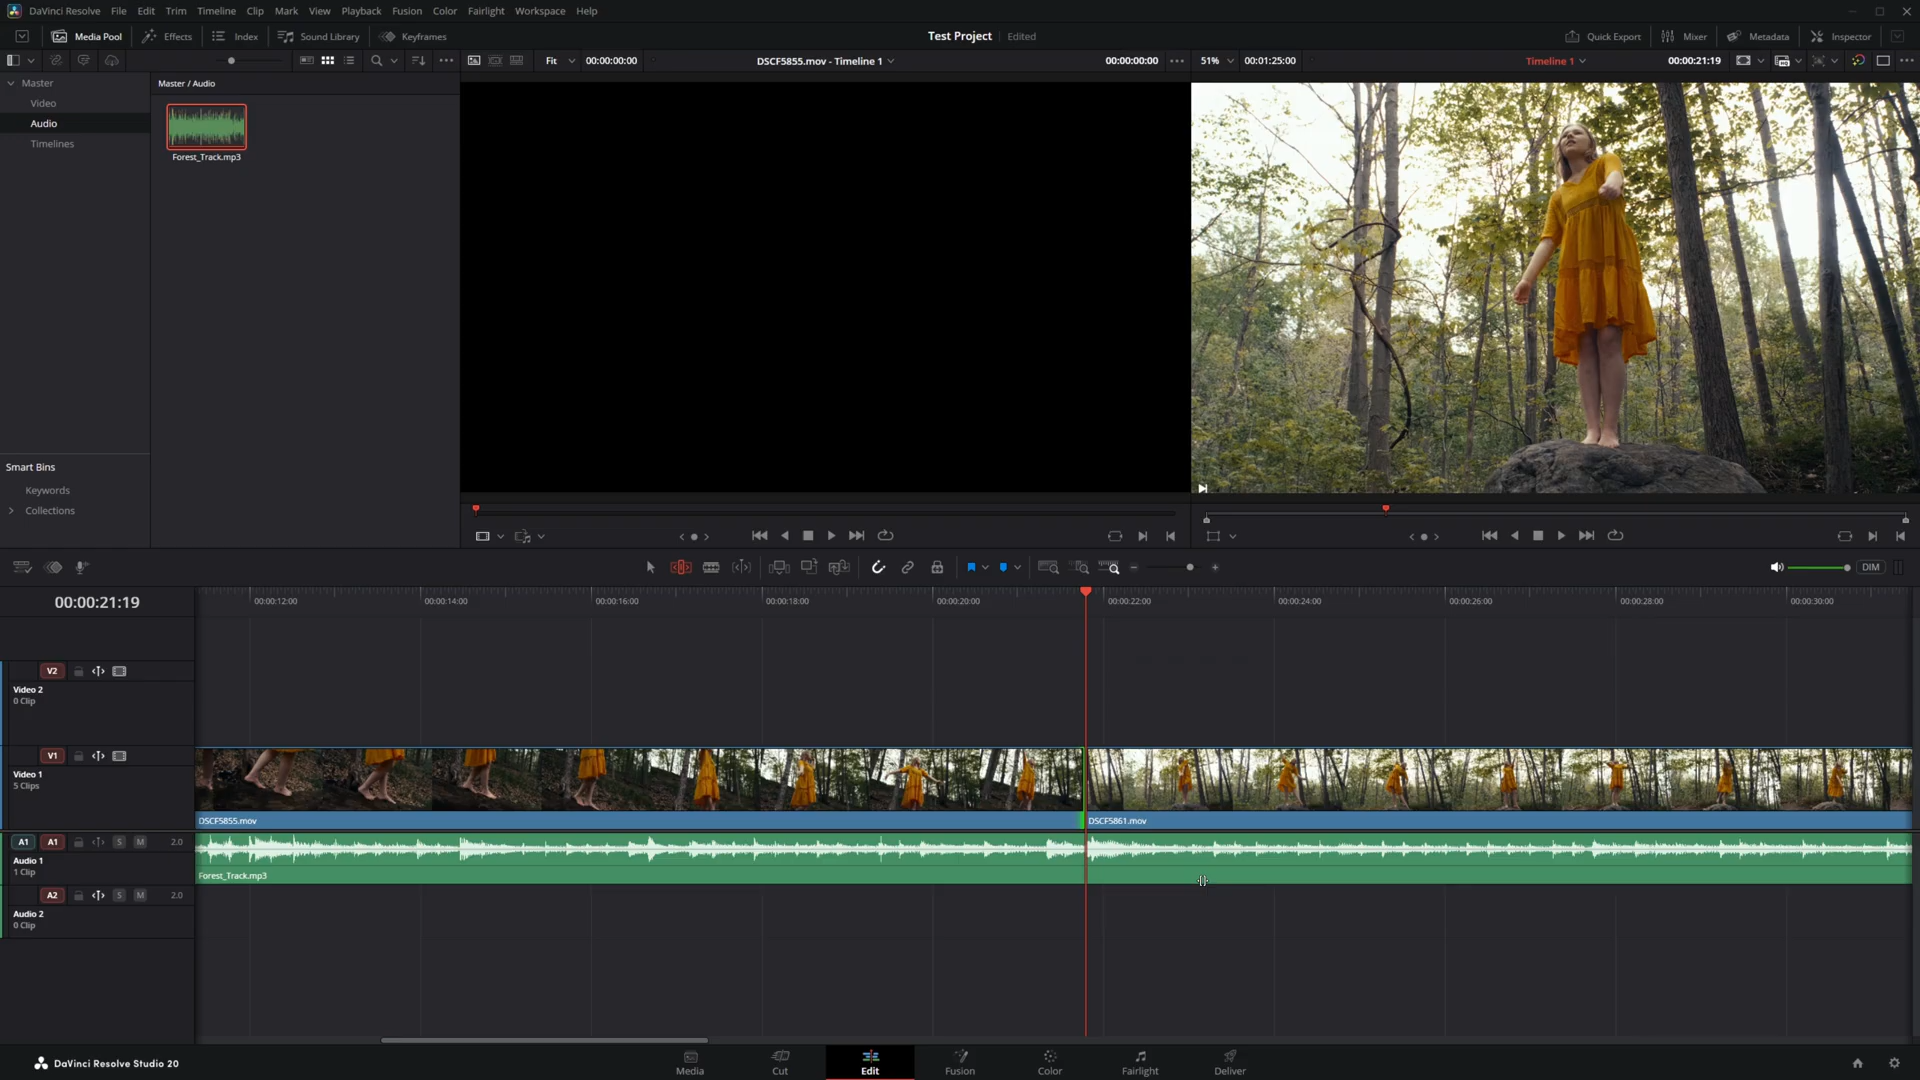 DaVinci Resolve File Edit Trim Timeline Clip Mark View Playback Fusion Color Fairlight Workspace Help
Media Pool Effects Index Sound Library Keyframes Test Project Edited Quick Export Mixer Metadata Inspector
Fit 00:00:00:00 DSCF5855.mov - Timeline 1 00:00:00:00 51% 00:01:25:00 Timeline 1 00:00:21:19
Master
Video
Audio
Timelines
Master / Audio
Forest_Track.mp3
Smart Bins
Keywords
Collections
DIM
00:00:21:19
00:00:12:00 00:00:14:00 00:00:16:00 00:00:18:00 00:00:20:00 00:00:22:00 00:00:24:00 00:00:26:00 00:00:28:00 00:00:30:00
V2
Video 2
0 Clip
V1
Video 1
5 Clips
DSCF5855.mov DSCF5861.mov
A1 A1 S M 2.0
Audio 1
1 Clip
Forest_Track.mp3
A2 S M 2.0
Audio 2
0 Clip
DaVinci Resolve Studio 20
Media Cut Edit Fusion Color Fairlight Deliver